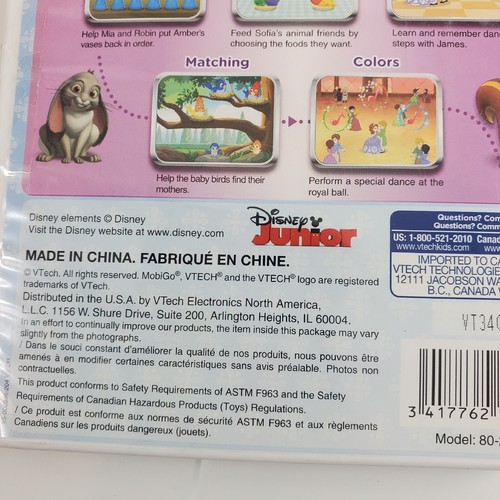 Help Mia and Robin put Amber's
vases back in order.
Feed Sofia's animal friends by
choosing the foods they want.
Learn and remember dan
steps with James.
Matching
Colors
Help the baby birds find their
mothers.
Perform a special dance at the
royal ball.
Disney elements © Disney
Visit the Disney website at www.disney.com
Disney
Junior
MADE IN CHINA. FABRIQUÉ EN CHINE.
© VTech. All rights reserved. MobiGo®, VTECH® and the VTECH® logo are registered
trademarks of VTech.
Distributed in the U.S.A. by VTech Electronics North America,
L.L.C. 1156 W. Shure Drive, Suite 200, Arlington Heights, IL 60004.
In an effort to continually improve our products, the item inside this package may vary
slightly from the photographs.
/ Dans le souci constant d'améliorer la qualité de nos produits, nous pouvons être
amenés à en modifier certaines caractéristiques sans avis préalable. Photos non
contractuelles.
This product conforms to Safety Requirements of ASTM F963 and the Safety
Requirements of Canadian Hazardous Products (Toys) Regulations.
/ Ce produit est conforme aux normes de sécurité ASTM F963 et aux règlements
Canadiens sur les produits dangereux (jouets).
Questions? Co
Questions? Comm
US: 1-800-521-2010 Canad
www.vtechkids.com
IMPORTED TO CA
VTECH TECHNOLOGIE
12111 JACOBSON WA
B.C., CANADA
VT340
3 417762
Model: 80-